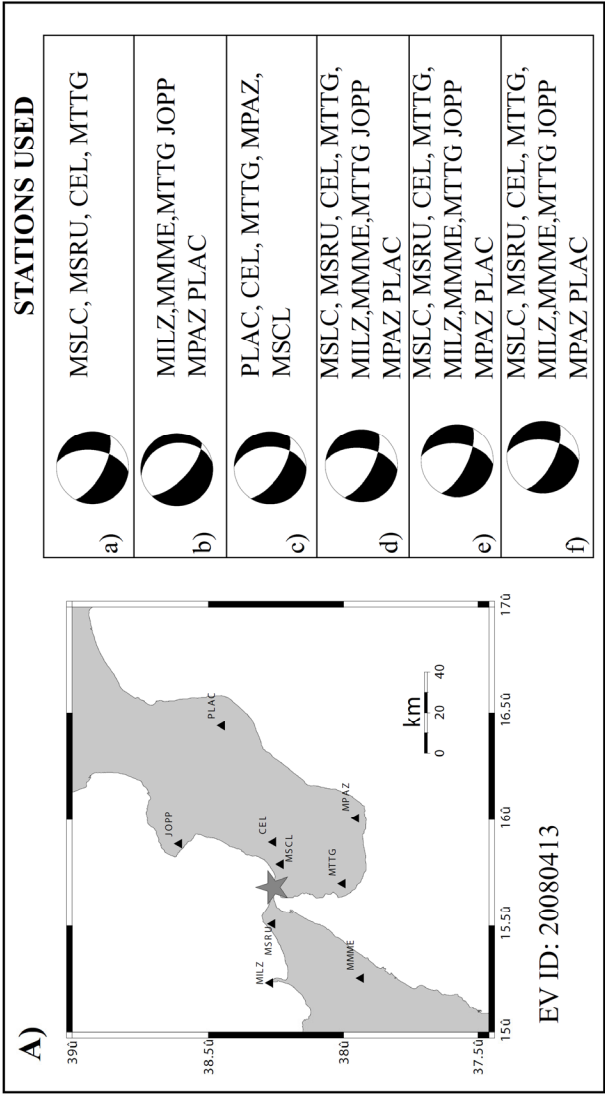 A)
39û
38.5û
38û
37.5û
15û
15.5û
16û
16.5û
17û
JOPP
PLAC
CEL
MSCL
MSRU
MILZ
MPAZ
MTTG
MMME
km
0 20 40
EV ID: 20080413
STATIONS USED
a)
MSLC, MSRU, CEL, MTTG
b)
MILZ,MMME,MTTG JOPP
MPAZ PLAC
c)
PLAC, CEL, MTTG, MPAZ,
MSCL
d)
MSLC, MSRU, CEL, MTTG,
MILZ,MMME,MTTG JOPP
MPAZ PLAC
e)
MSLC, MSRU, CEL, MTTG,
MILZ,MMME,MTTG JOPP
MPAZ PLAC
f)
MSLC, MSRU, CEL, MTTG,
MILZ,MMME,MTTG JOPP
MPAZ PLAC